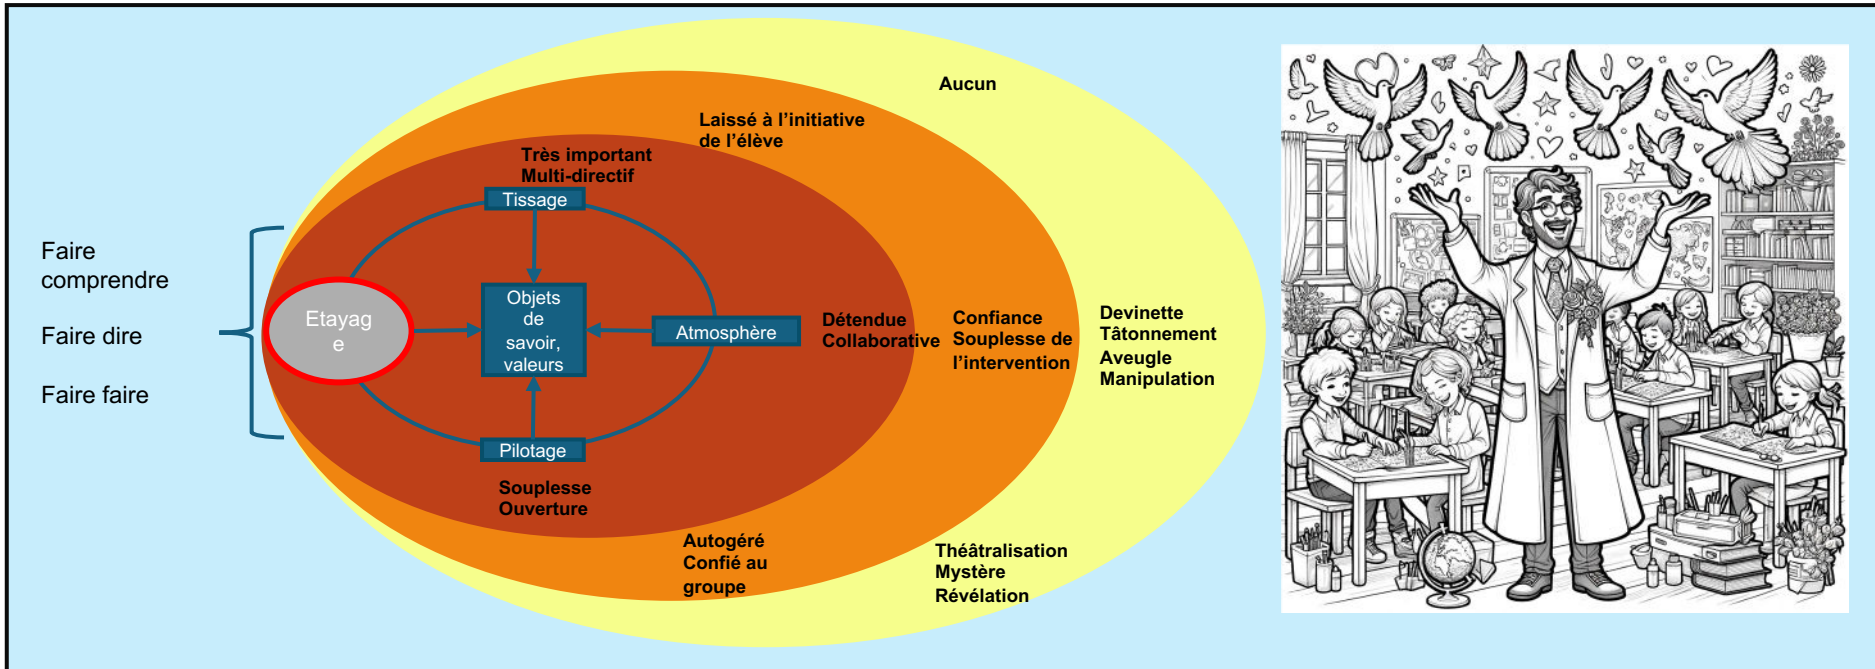 Aucun
Laissé à l’initiative
de l’élève
Très important
Multi-directif
Tissage
Faire
comprendre
Faire dire
Faire faire
Etayag
e
Objets
de
savoir,
valeurs
Atmosphère
Détendue
Collaborative
Confiance
Souplesse de
l’intervention
Devinette
Tâtonnement
Aveugle
Manipulation
Pilotage
Souplesse
Ouverture
Autogéré
Confié au
groupe
Théâtralisation
Mystère
Révélation